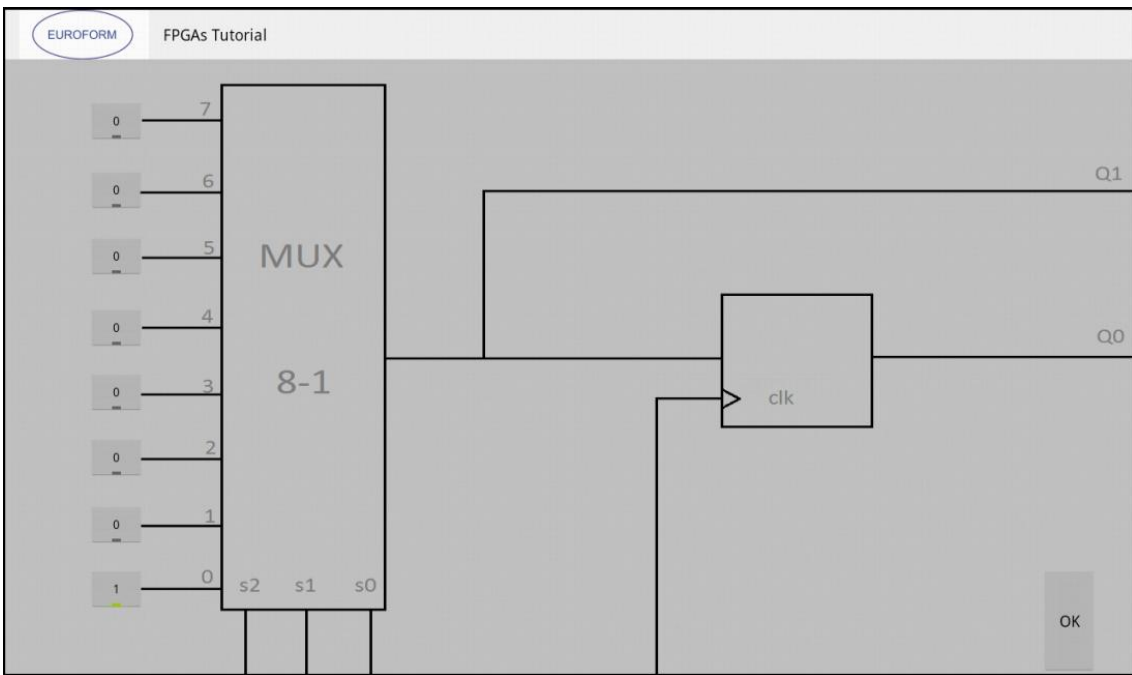 EUROFORM
FPGAs Tutorial
0 7
0 6
Q1
0 5
MUX
0 4
Q0
0 3
8-1
clk
0 2
0 1
1 0
s2 s1 s0
OK